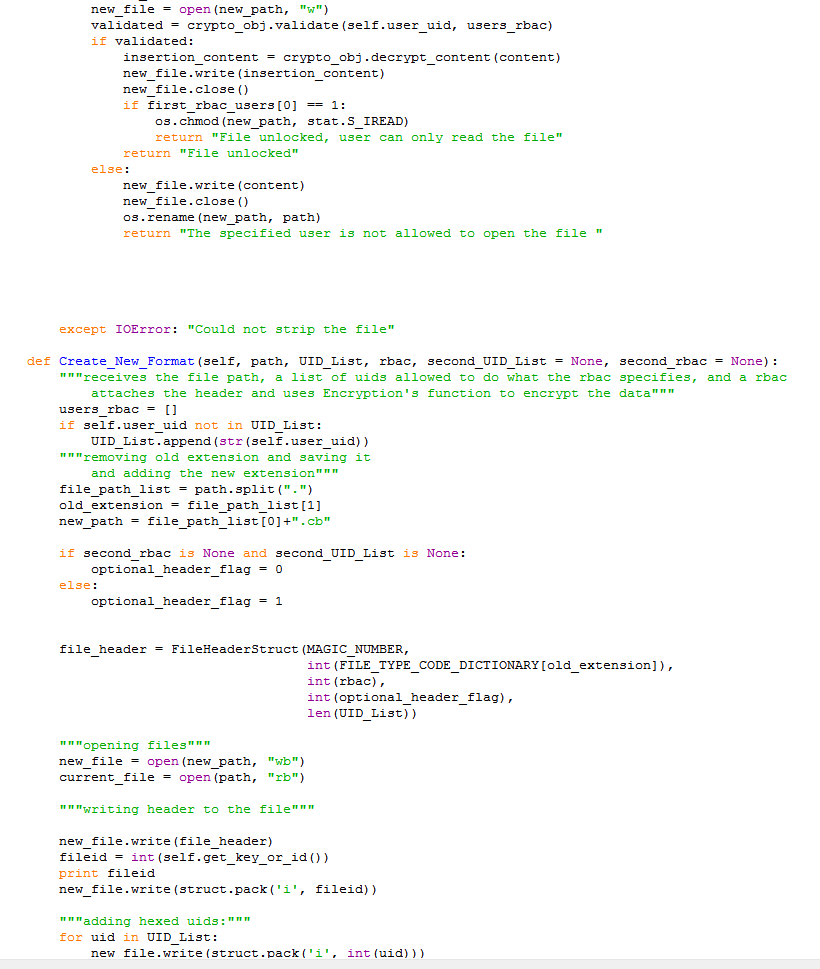 new_file = open(new_path, "w")
validated = crypto_obj.validate(self.user_uid, users_rbac)
if validated:
insertion_content = crypto_obj.decrypt_content(content)
new_file.write(insertion_content)
new_file.close()
if first_rbac_users[0] == 1:
os.chmod(new_path, stat.S_IREAD)
return "File unlocked, user can only read the file"
return "File unlocked"
else:
new_file.write(content)
new_file.close()
os.rename(new_path, path)
return "The specified user is not allowed to open the file "
except IOError: "Could not strip the file"
def Create_New_Format(self, path, UID_List, rbac, second_UID_List = None, second_rbac = None):
"""receives the file path, a list of uids allowed to do what the rbac specifies, and a rbac
attaches the header and uses Encryption's function to encrypt the data"""
users_rbac = []
if self.user_uid not in UID_List:
UID_List.append(str(self.user_uid))
"""removing old extension and saving it
and adding the new extension"""
file_path_list = path.split(".")
old_extension = file_path_list[1]
new_path = file_path_list[0]+".cb"
if second_rbac is None and second_UID_List is None:
optional_header_flag = 0
else:
optional_header_flag = 1
file_header = FileHeaderStruct(MAGIC_NUMBER,
int(FILE_TYPE_CODE_DICTIONARY[old_extension]),
int(rbac),
int(optional_header_flag),
len(UID_List))
"""opening files"""
new_file = open(new_path, "wb")
current_file = open(path, "rb")
"""writing header to the file"""
new_file.write(file_header)
fileid = int(self.get_key_or_id())
print fileid
new_file.write(struct.pack('i', fileid))
"""adding hexed uids:"""
for uid in UID_List:
new_file.write(struct.pack('i', int(uid)))